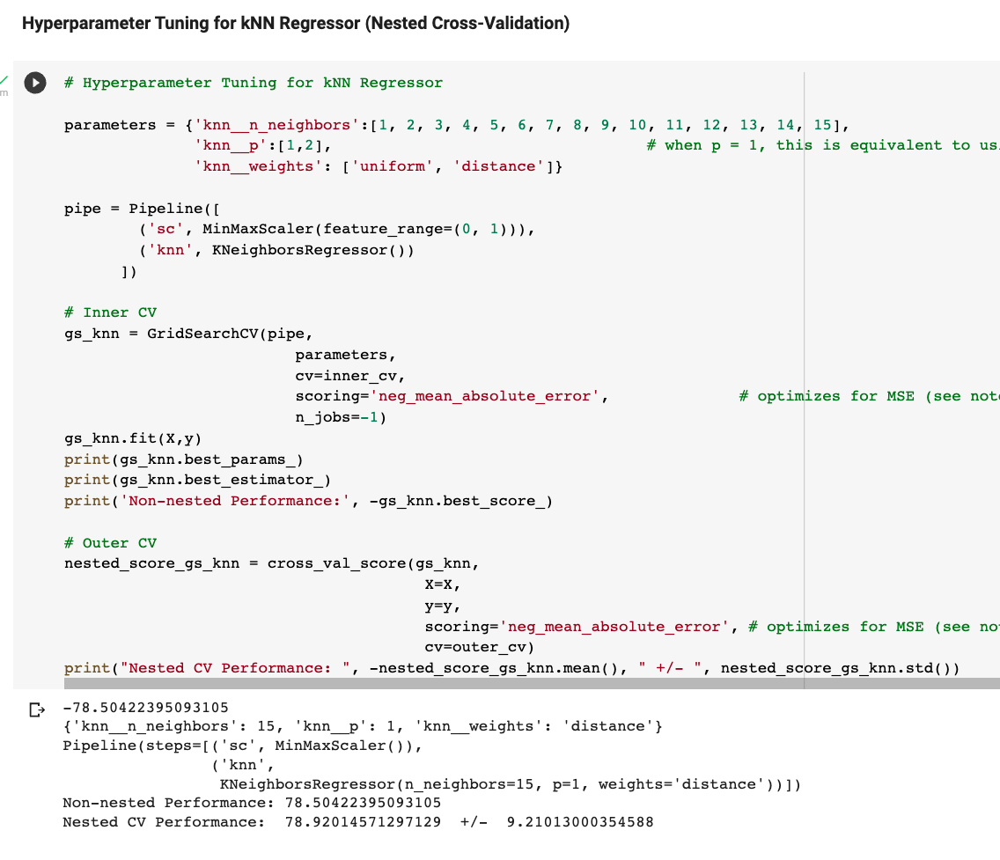 Hyperparameter Tuning for kNN Regressor (Nested Cross-Validation)
# Hyperparameter Tuning for kNN Regressor
m
parameters = {'knn__n_neighbors':[1, 2, 3, 4, 5, 6, 7, 8, 9, 10, 11, 12, 13, 14, 15],
'knn__p':[1,2], # when p = 1, this is equivalent to us
'knn__weights': ['uniform', 'distance']}
pipe = Pipeline([
('sc', MinMaxScaler(feature_range=(0, 1))),
('knn', KNeighborsRegressor())
])
# Inner CV
gs_knn = GridSearchCV(pipe,
parameters,
cv=inner_cv,
scoring='neg_mean_absolute_error', # optimizes for MSE (see note
n_jobs=-1)
gs_knn.fit(X,y)
print(gs_knn.best_params_)
print(gs_knn.best_estimator_)
print('Non-nested Performance:', -gs_knn.best_score_)
# Outer CV
nested_score_gs_knn = cross_val_score(gs_knn,
X=X,
y=y,
scoring='neg_mean_absolute_error', # optimizes for MSE (see no
cv=outer_cv)
print("Nested CV Performance: ", -nested_score_gs_knn.mean(), " +/- ", nested_score_gs_knn.std())
-78.50422395093105
{'knn__n_neighbors': 15, 'knn__p': 1, 'knn__weights': 'distance'}
Pipeline(steps=[('sc', MinMaxScaler()),
('knn',
KNeighborsRegressor(n_neighbors=15, p=1, weights='distance'))])
Non-nested Performance: 78.50422395093105
Nested CV Performance:  78.92014571297129  +/-  9.21013000354588